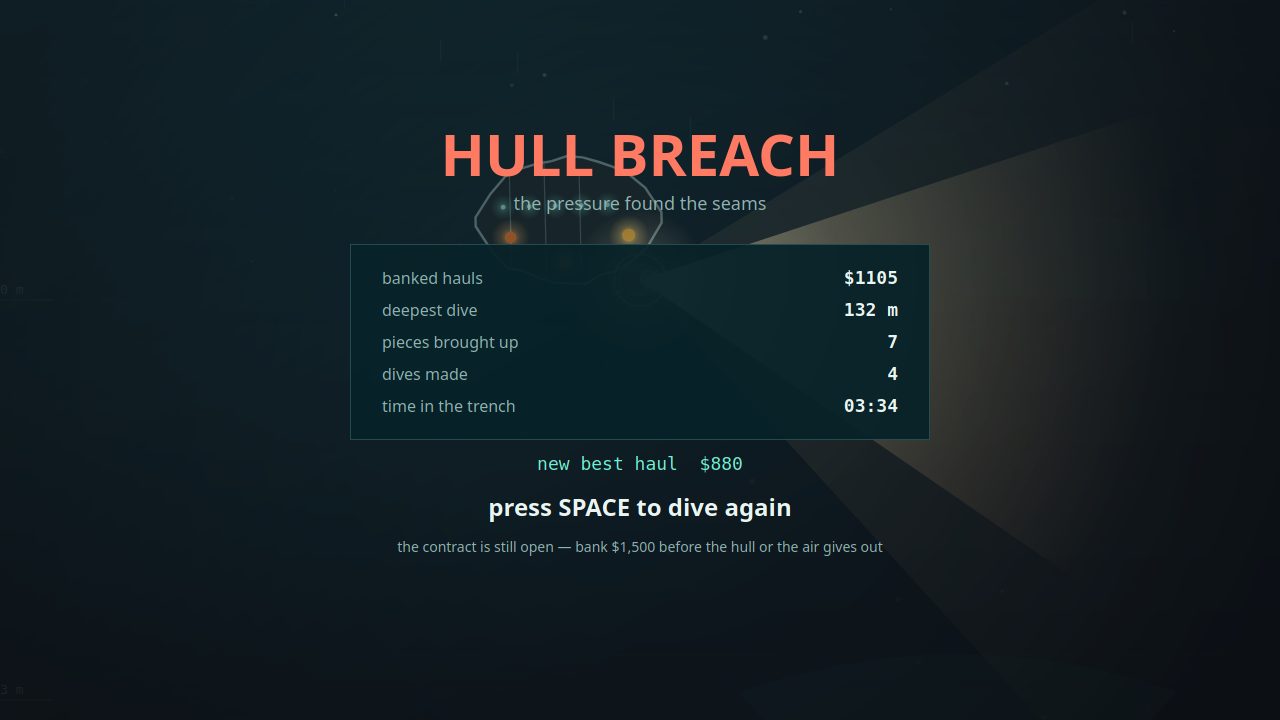 HULL BREACH
the pressure found the seams
banked hauls $1105
deepest dive 132 m
pieces brought up 7
dives made 4
time in the trench 03:34
new best haul $880
press SPACE to dive again
the contract is still open — bank $1,500 before the hull or the air gives out
0 m
3 m